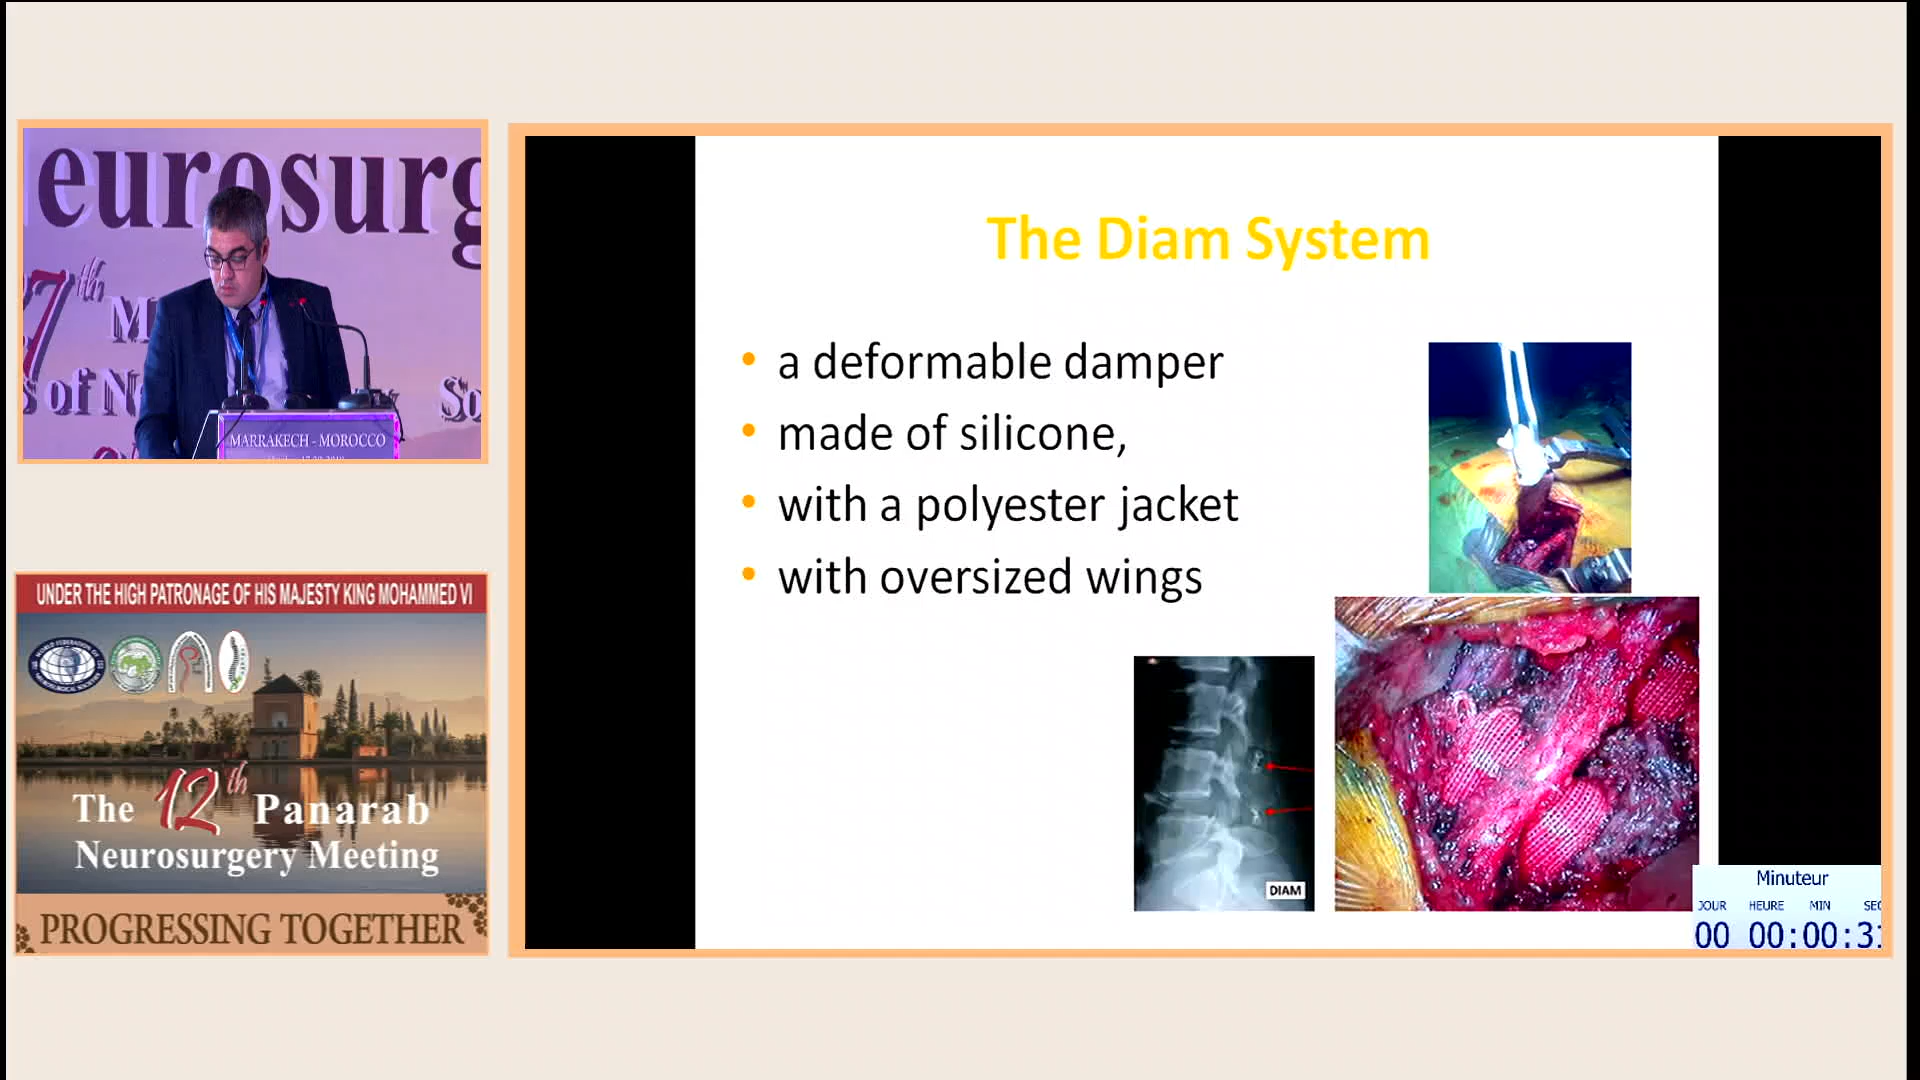 eurosurg
7th M
s of N
So
MARRAKECH - MOROCCO
UNDER THE HIGH PATRONAGE OF HIS MAJESTY KING MOHAMMED VI
The 12th Panarab
Neurosurgery Meeting
PROGRESSING TOGETHER
The Diam System
• a deformable damper
• made of silicone,
• with a polyester jacket
• with oversized wings
DIAM
Minuteur
JOUR HEURE MIN SEC
00 00:00:31